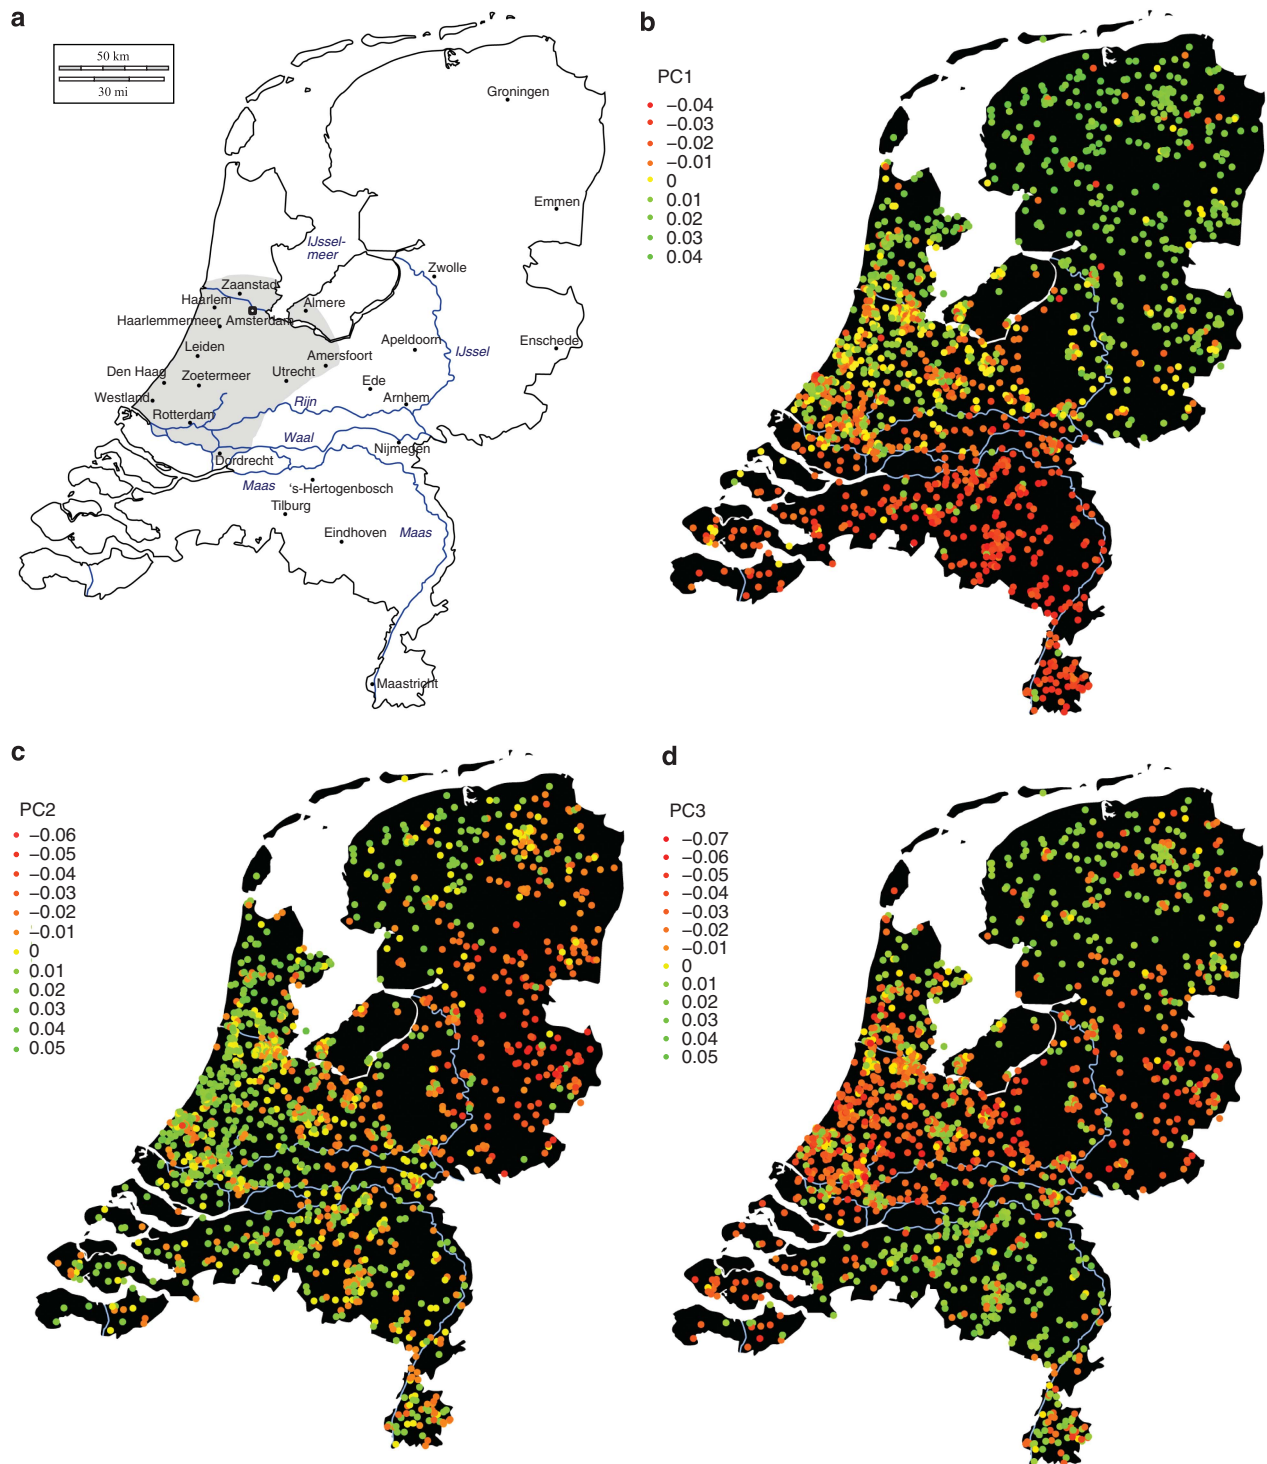 a
50 km
30 mi
Groningen
Emmen
IJssel-
meer
Zwolle
Zaanstad
Haarlem
Almere
Haarlemmermeer
Amsterdam
Leiden
Apeldoorn
Enschede
IJssel
Amersfoort
Den Haag
Zoetermeer
Utrecht
Ede
Westland
Arnhem
Rijn
Rotterdam
Waal
Nijmegen
Dordrecht
Maas
‘s-Hertogenbosch
Tilburg
Eindhoven
Maas
Maastricht
b
PC1
−0.04
−0.03
−0.02
−0.01
0
0.01
0.02
0.03
0.04
c
PC2
−0.06
−0.05
−0.04
−0.03
−0.02
−0.01
0
0.01
0.02
0.03
0.04
0.05
d
PC3
−0.07
−0.06
−0.05
−0.04
−0.03
−0.02
−0.01
0
0.01
0.02
0.03
0.04
0.05